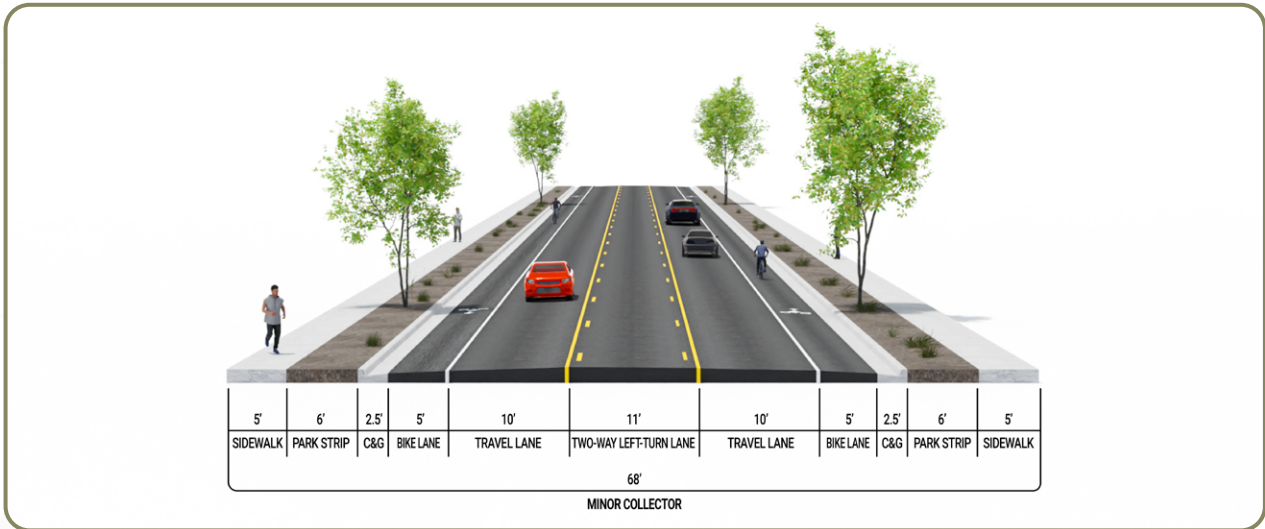 5' 6' 2.5' 5' 10' 11' 10' 5' 2.5' 6' 5'
SIDEWALK PARK STRIP C&G BIKE LANE TRAVEL LANE TWO-WAY LEFT-TURN LANE TRAVEL LANE BIKE LANE C&G PARK STRIP SIDEWALK
68'
MINOR COLLECTOR